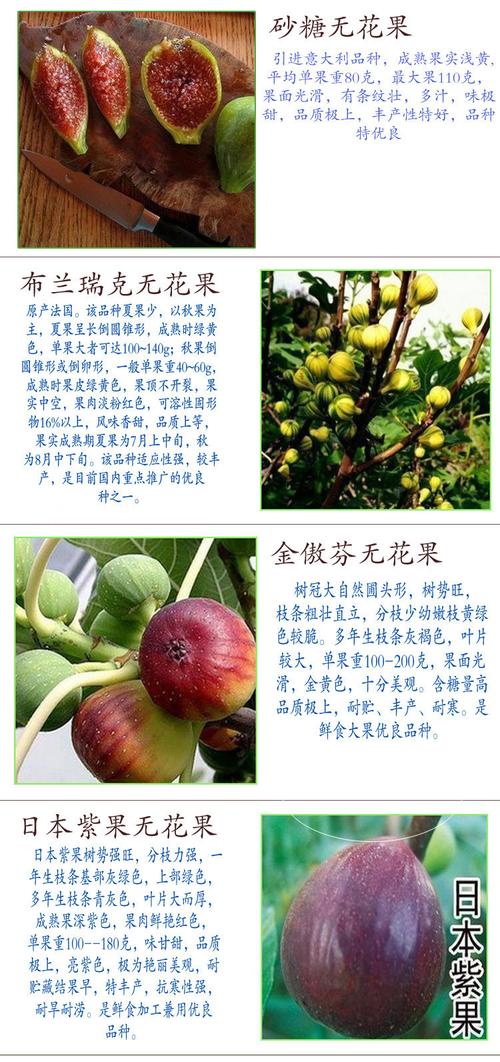 砂糖无花果
引进意大利品种，成熟果实浅黄，
平均单果重80克，最大果110克，
果面光滑，有条纹壮，多汁，味极
甜，品质极上，丰产性特好，品种
特优良
布兰瑞克无花果
原产法国。该品种夏果少，以秋果为
主，夏果呈长倒圆锥形，成熟时绿黄
色，单果大者可达100~140g；秋果倒
圆锥形或倒卵形，一般单果重40~60g，
成熟时果皮绿黄色，果顶不开裂，果
实中空，果肉淡粉红色，可溶性固形
物16%以上，风味香甜，品质上等，
果实成熟期夏果为7月上中旬，秋
为8月中下旬。该品种适应性强，较丰
产，是目前国内重点推广的优良
种之一。
金傲芬无花果
树冠大自然圆头形，树势旺，
枝条粗壮直立，分枝少幼嫩枝黄绿
色较脆。多年生枝条灰褐色，叶片
较大，单果重100-200克，果面光
滑，金黄色，十分美观。含糖量高
品质极上，耐贮、丰产、耐寒。是
鲜食大果优良品种。
日本紫果无花果
日本紫果树势强旺，分枝力强，一
年生枝条基部灰绿色，上部绿色，
多年生枝条青灰色，叶片大而厚，
成熟果深紫色，果肉鲜艳红色，
单果重100--180克，味甘甜，品质
极上，亮紫色，极为艳丽美观，耐
贮藏结果早，特丰产，抗寒性强，
耐旱耐涝。是鲜食加工兼用优良
品种。
日本紫果